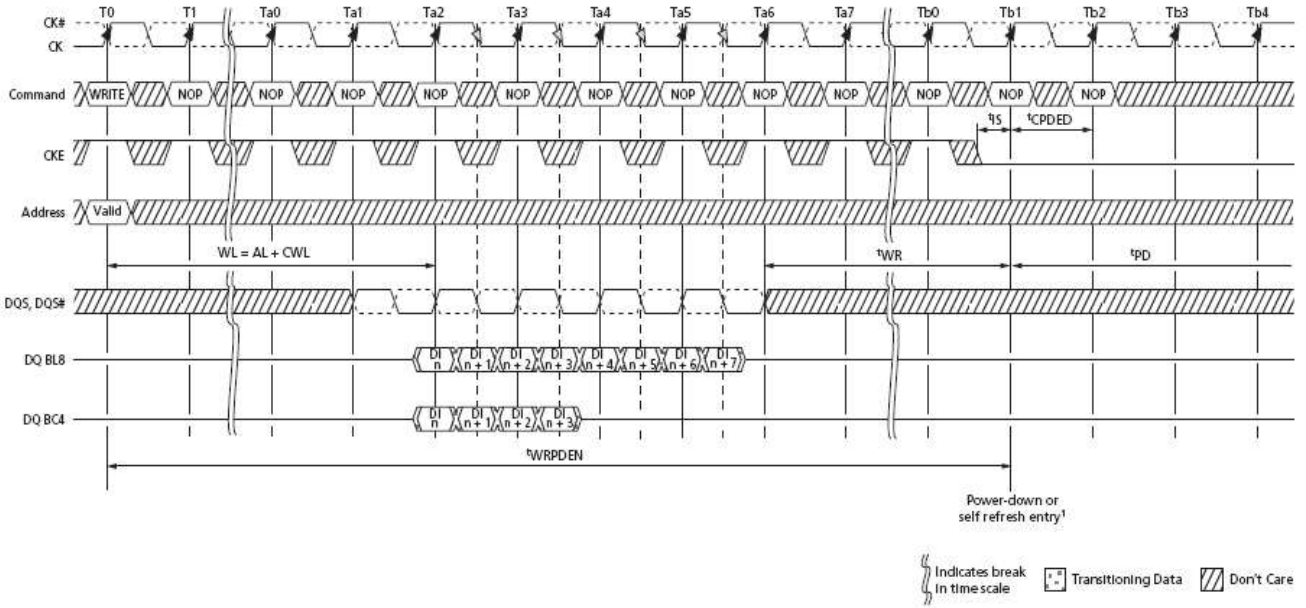 T0 T1 Ta0 Ta1 Ta2 Ta3 Ta4 Ta5 Ta6 Ta7 Tb0 Tb1 Tb2 Tb3 Tb4
CK#
CK
Command WRITE NOP NOP NOP NOP NOP NOP NOP NOP NOP NOP NOP NOP
tIS tCPDED
CKE
Address Valid
WL = AL + CWL tWR tPD
DQS, DQS#
DQ BL8 DI n DI n + 1 DI n + 2 DI n + 3 DI n + 4 DI n + 5 DI n + 6 DI n + 7
DQ BC4 DI n DI n + 1 DI n + 2 DI n + 3
tWRPDEN
Power-down or
self refresh entry1
Indicates break
in time scale
Transitioning Data
Don't Care